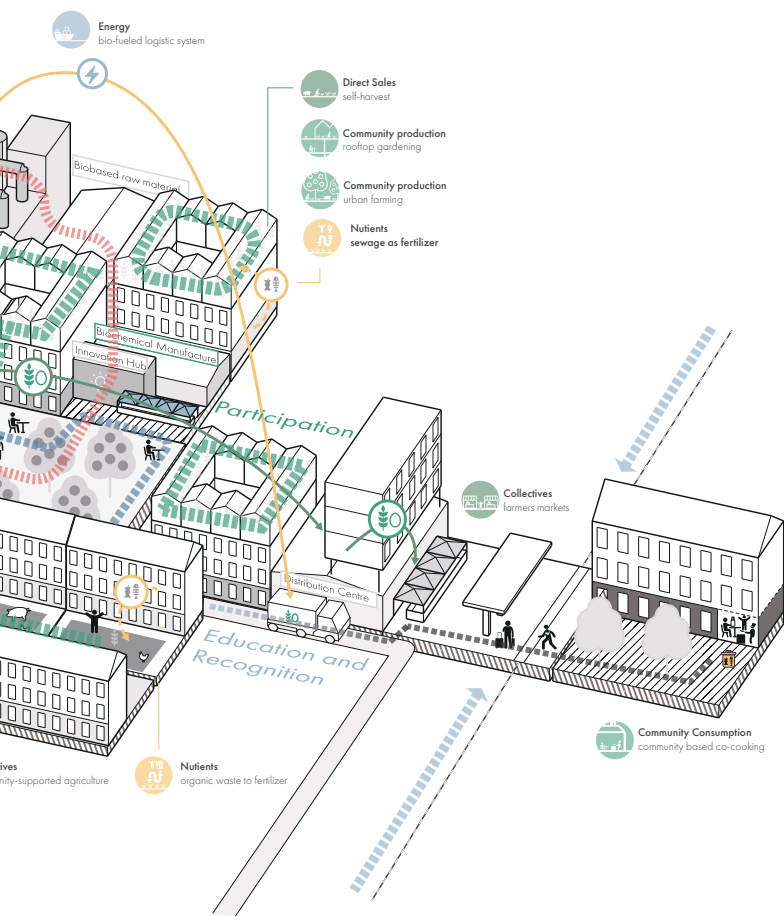 Energy
bio-fueled logistic system
Direct Sales
self-harvest
Community production
rooftop gardening
Community production
urban farming
Nutients
sewage as fertilizer
Biobased raw material
Biochemical Manufacture
Innovation Hub
Participation
Collectives
farmers markets
Distribution Centre
Education and
Recognition
Community Consumption
community based co-cooking
Nutients
organic waste to fertilizer
ives
nity-supported agriculture